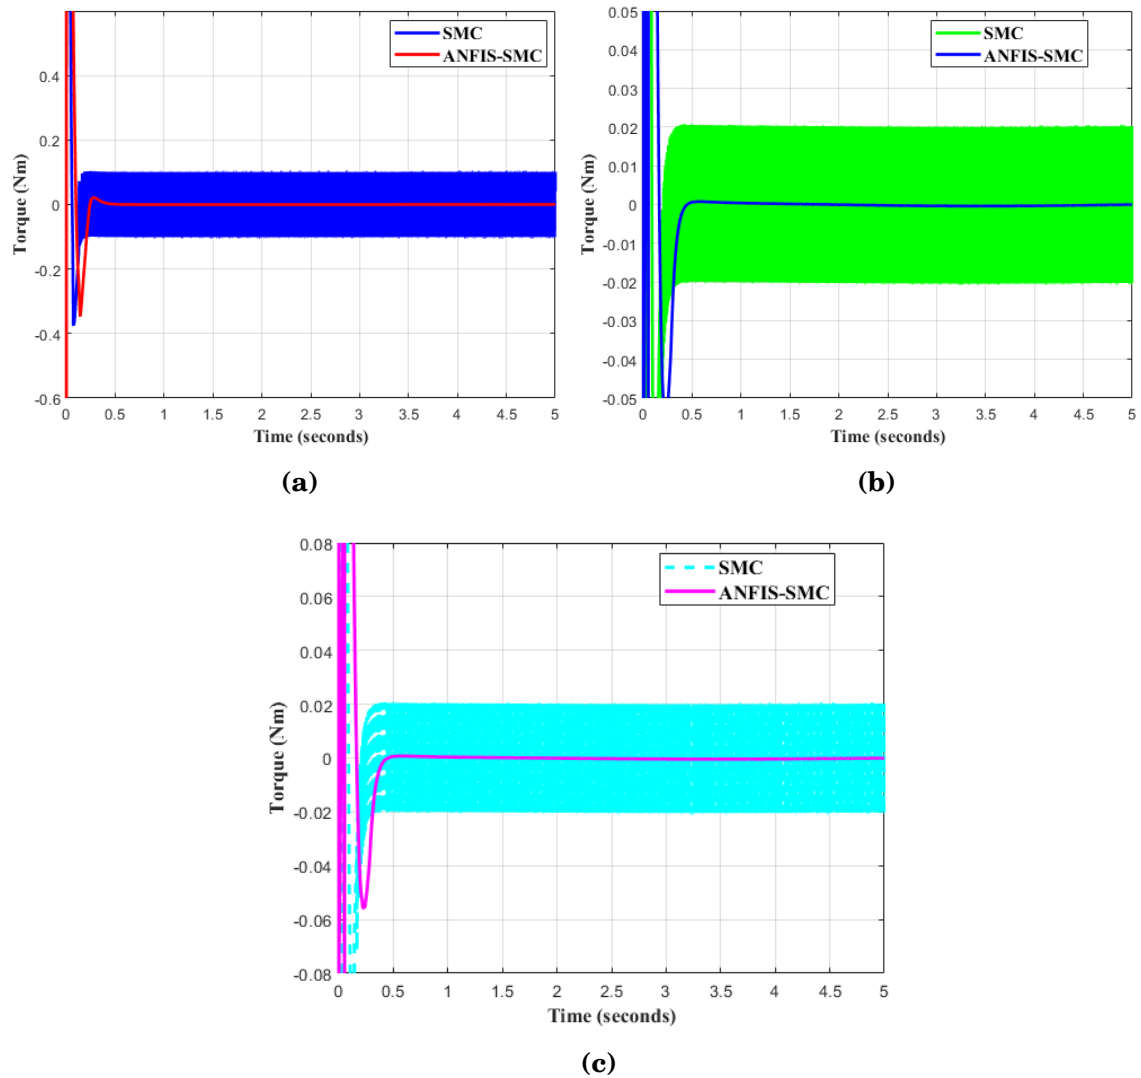 SMC
ANFIS-SMC
0.4
0.2
0
-0.2
-0.4
-0.6
Torque (Nm)
0 0.5 1 1.5 2 2.5 3 3.5 4 4.5 5
Time (seconds)
(a)
SMC
ANFIS-SMC
0.05
0.04
0.03
0.02
0.01
0
-0.01
-0.02
-0.03
-0.04
-0.05
Torque (Nm)
0 0.5 1 1.5 2 2.5 3 3.5 4 4.5 5
Time (seconds)
(b)
SMC
ANFIS-SMC
0.08
0.06
0.04
0.02
0
-0.02
-0.04
-0.06
-0.08
Torque (Nm)
0 0.5 1 1.5 2 2.5 3 3.5 4 4.5 5
Time (seconds)
(c)